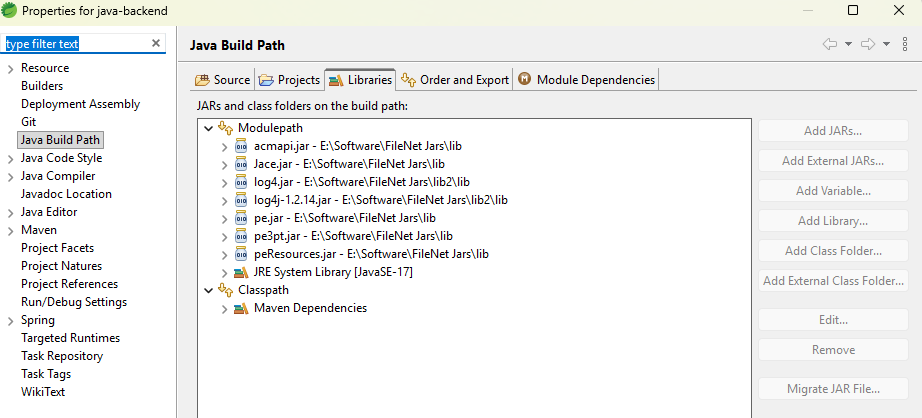 Properties for java-backend
type filter text
Resource
Builders
Deployment Assembly
Git
Java Build Path
Java Code Style
Java Compiler
Javadoc Location
Java Editor
Maven
Project Facets
Project Natures
Project References
Run/Debug Settings
Spring
Targeted Runtimes
Task Repository
Task Tags
WikiText
Java Build Path
Source Projects Libraries Order and Export Module Dependencies
JARs and class folders on the build path:
Modulepath
acmapi.jar - E:\Software\FileNet Jars\lib
Jace.jar - E:\Software\FileNet Jars\lib
log4.jar - E:\Software\FileNet Jars\lib2\lib
log4j-1.2.14.jar - E:\Software\FileNet Jars\lib2\lib
pe.jar - E:\Software\FileNet Jars\lib
pe3pt.jar - E:\Software\FileNet Jars\lib
peResources.jar - E:\Software\FileNet Jars\lib
JRE System Library [JavaSE-17]
Classpath
Maven Dependencies
Add JARs...
Add External JARs...
Add Variable...
Add Library...
Add Class Folder...
Add External Class Folder...
Edit...
Remove
Migrate JAR File...